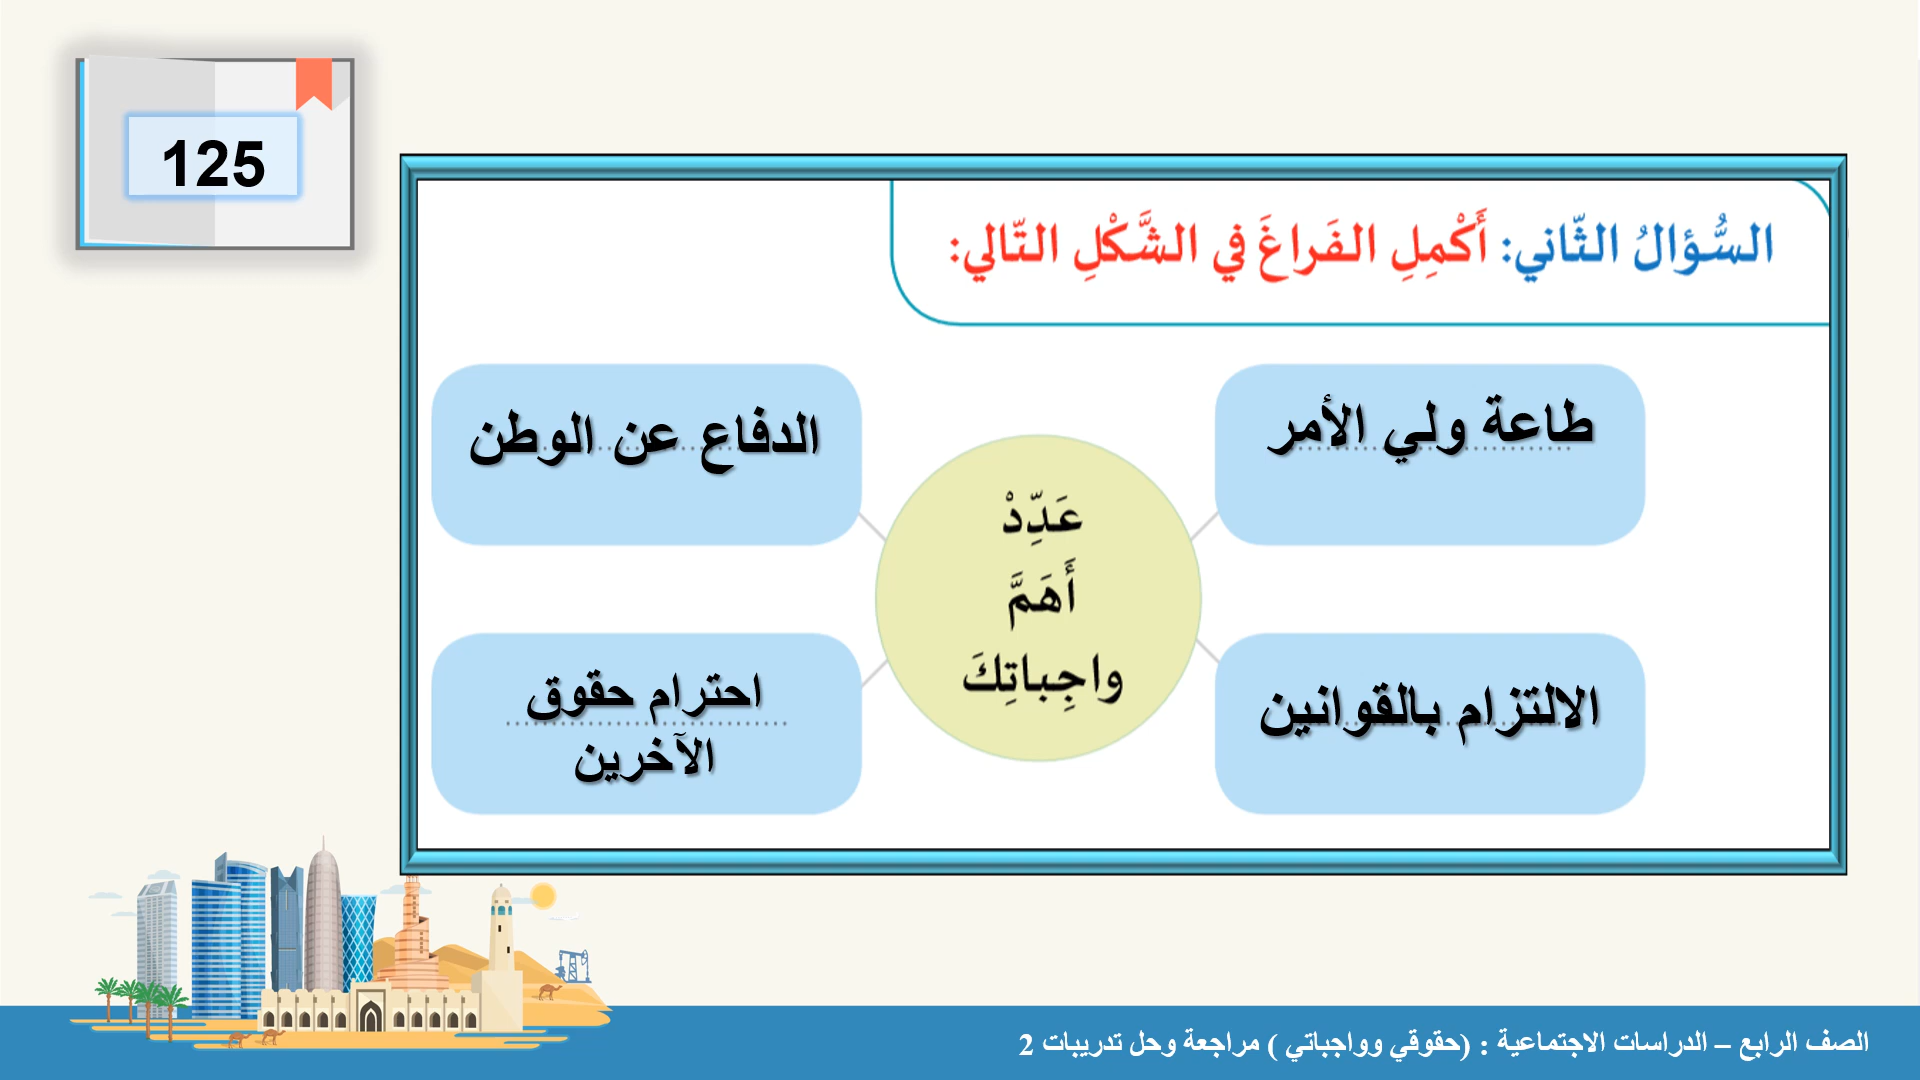 125
السُّؤالُ الثّاني: أَكْمِلِ الفَراغَ في الشَّكْلِ التّالي:
طاعة ولي الأمر
الدفاع عن الوطن
عَدِّدْ
أَهَمَّ
واجِباتِكَ
الالتزام بالقوانين
احترام حقوق
الآخرين
الصف الرابع – الدراسات الاجتماعية : (حقوقي وواجباتي ) مراجعة وحل تدريبات 2